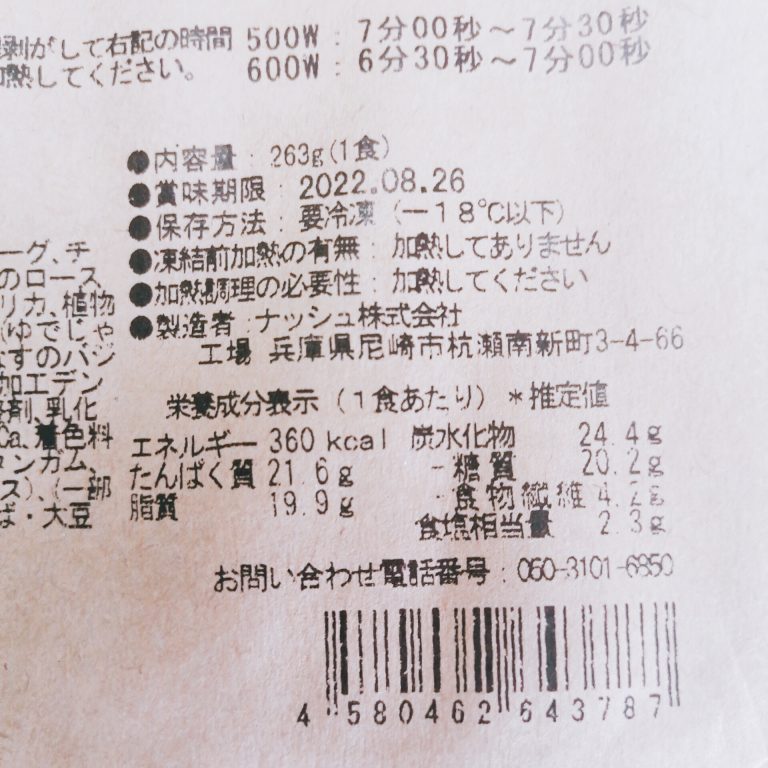 剥がして右記の時間 500W : 7分00秒～7分30秒
熱してください。 600W : 6分30秒～7分00秒
●内容量 : 263g(1食)
●賞味期限 : 2022.08.26
●保存方法 : 要冷凍 (－18℃以下)
●凍結前加熱の有無 : 加熱してありません
●加熱調理の必要性 : 加熱してください
●製造者 : ナッシュ株式会社
工場 兵庫県尼崎市杭瀬南新町3-4-66
ーグ、チ
のロース
リカ、植物
(ゆでじゃ
なすのバジ
加工デン
剤、乳化
Ca、着色料
タンガム、
ス)、(一部
ば・大豆
栄養成分表示 (1食あたり) *推定値
エネルギー 360 kcal 炭水化物 24.4g
たんぱく質 21.6g -糖質 20.2g
脂質 19.9g -食物繊維 4.2g
食塩相当量 2.3g
お問い合わせ電話番号 : 050-3101-6850
4 580462 643787